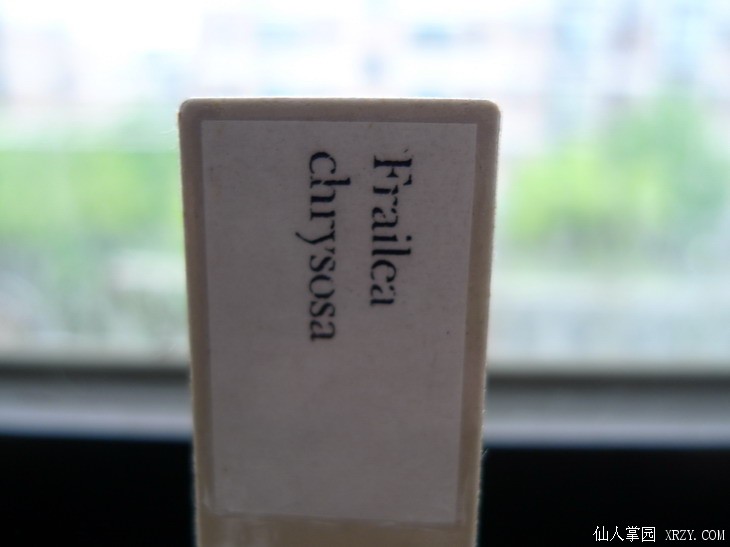 Frailea
chrysosa
仙人掌园 XRZY.COM